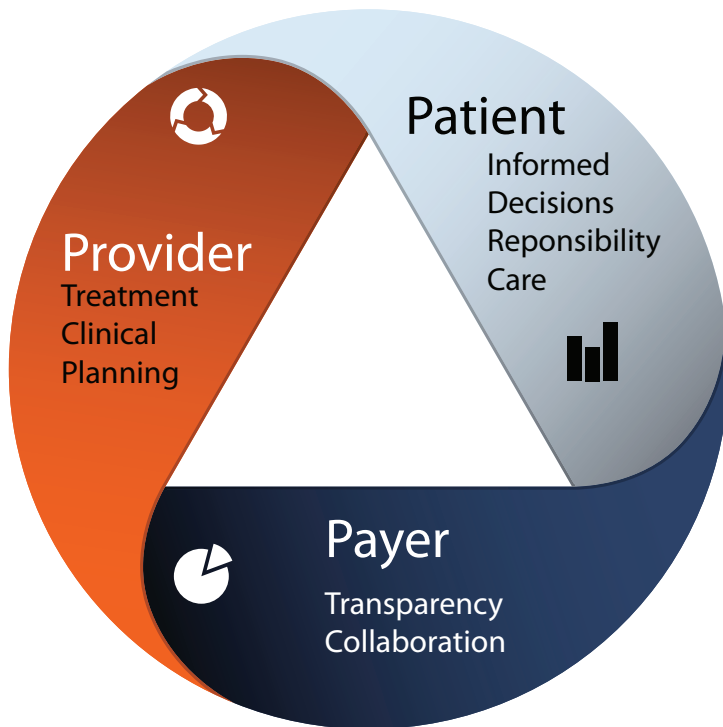 Patient
Informed
Decisions
Reponsibility
Care
Provider
Treatment
Clinical
Planning
Payer
Transparency
Collaboration